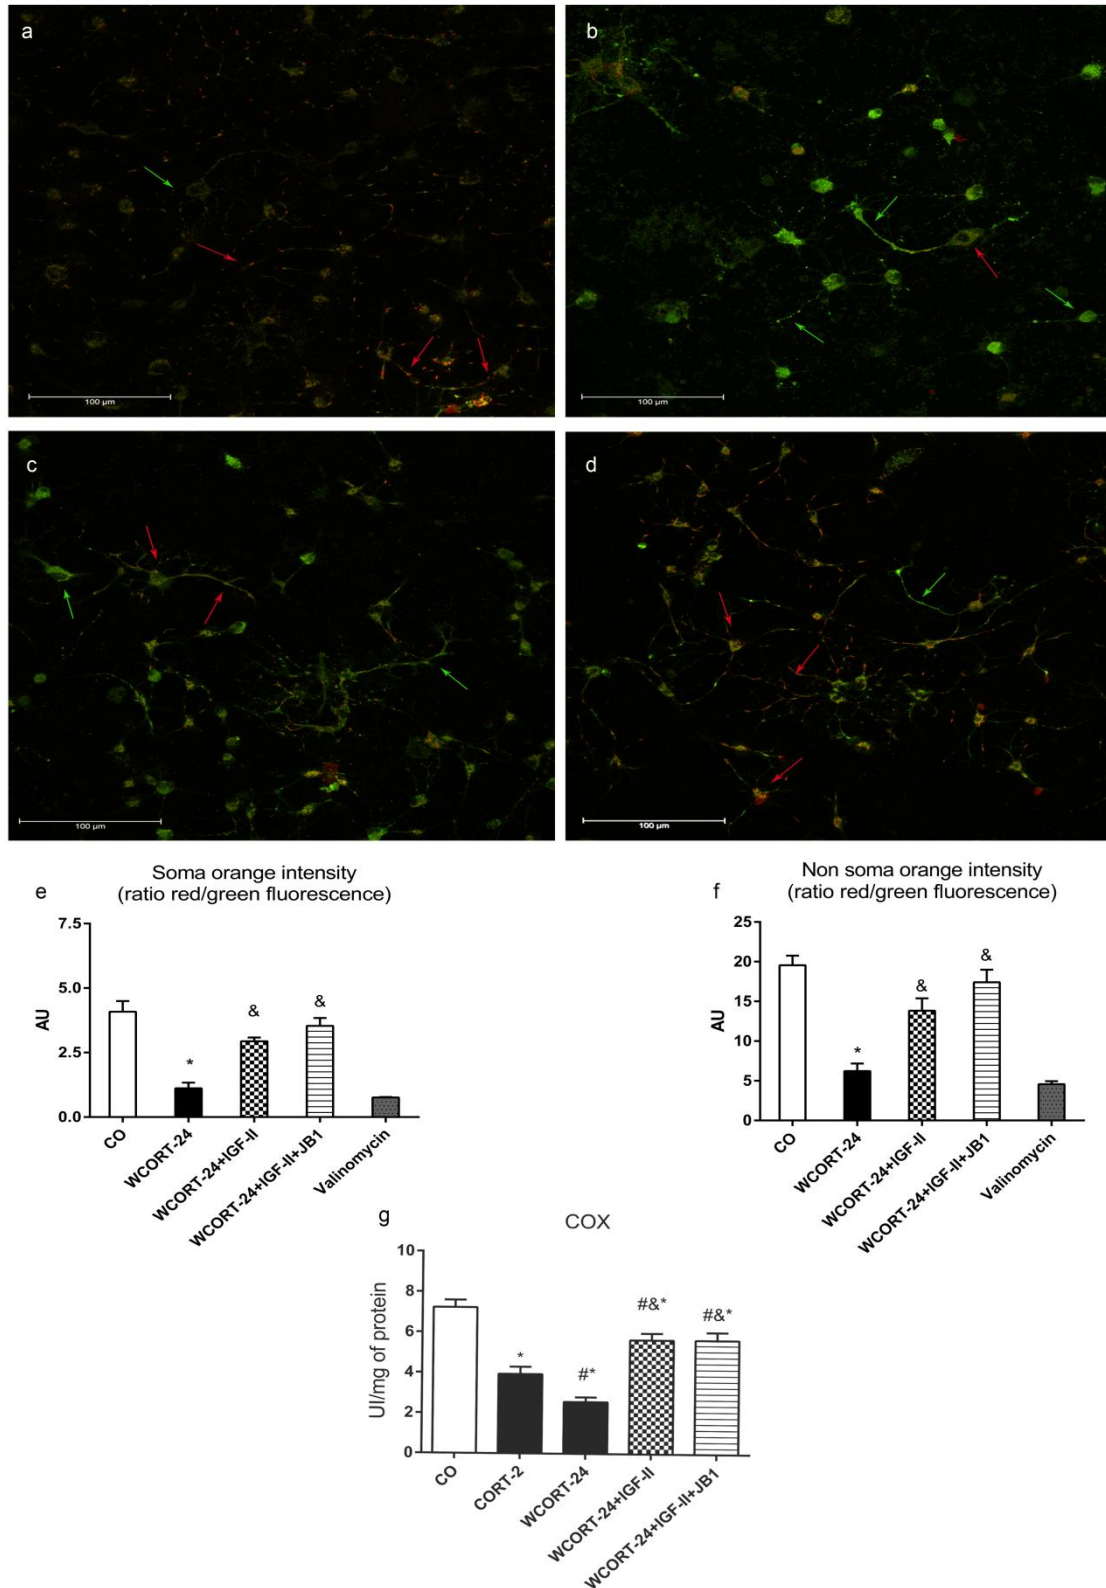 a
b
100 µm
100 µm
c
d
100 µm
100 µm
e
Soma orange intensity
(ratio red/green fluorescence)
7.5
5.0
2.5
0.0
AU
&
&
*
CO
WCORT-24
WCORT-24+IGF-II
WCORT-24+IGF-II+JB1
Valinomycin
f
Non soma orange intensity
(ratio red/green fluorescence)
25
20
15
10
5
0
AU
&
&
*
CO
WCORT-24
WCORT-24+IGF-II
WCORT-24+IGF-II+JB1
Valinomycin
g
COX
10
8
6
4
2
0
UI/mg of protein
*
#*
#&*
#&*
CO
CORT-2
WCORT-24
WCORT-24+IGF-II
WCORT-24+IGF-II+JB1